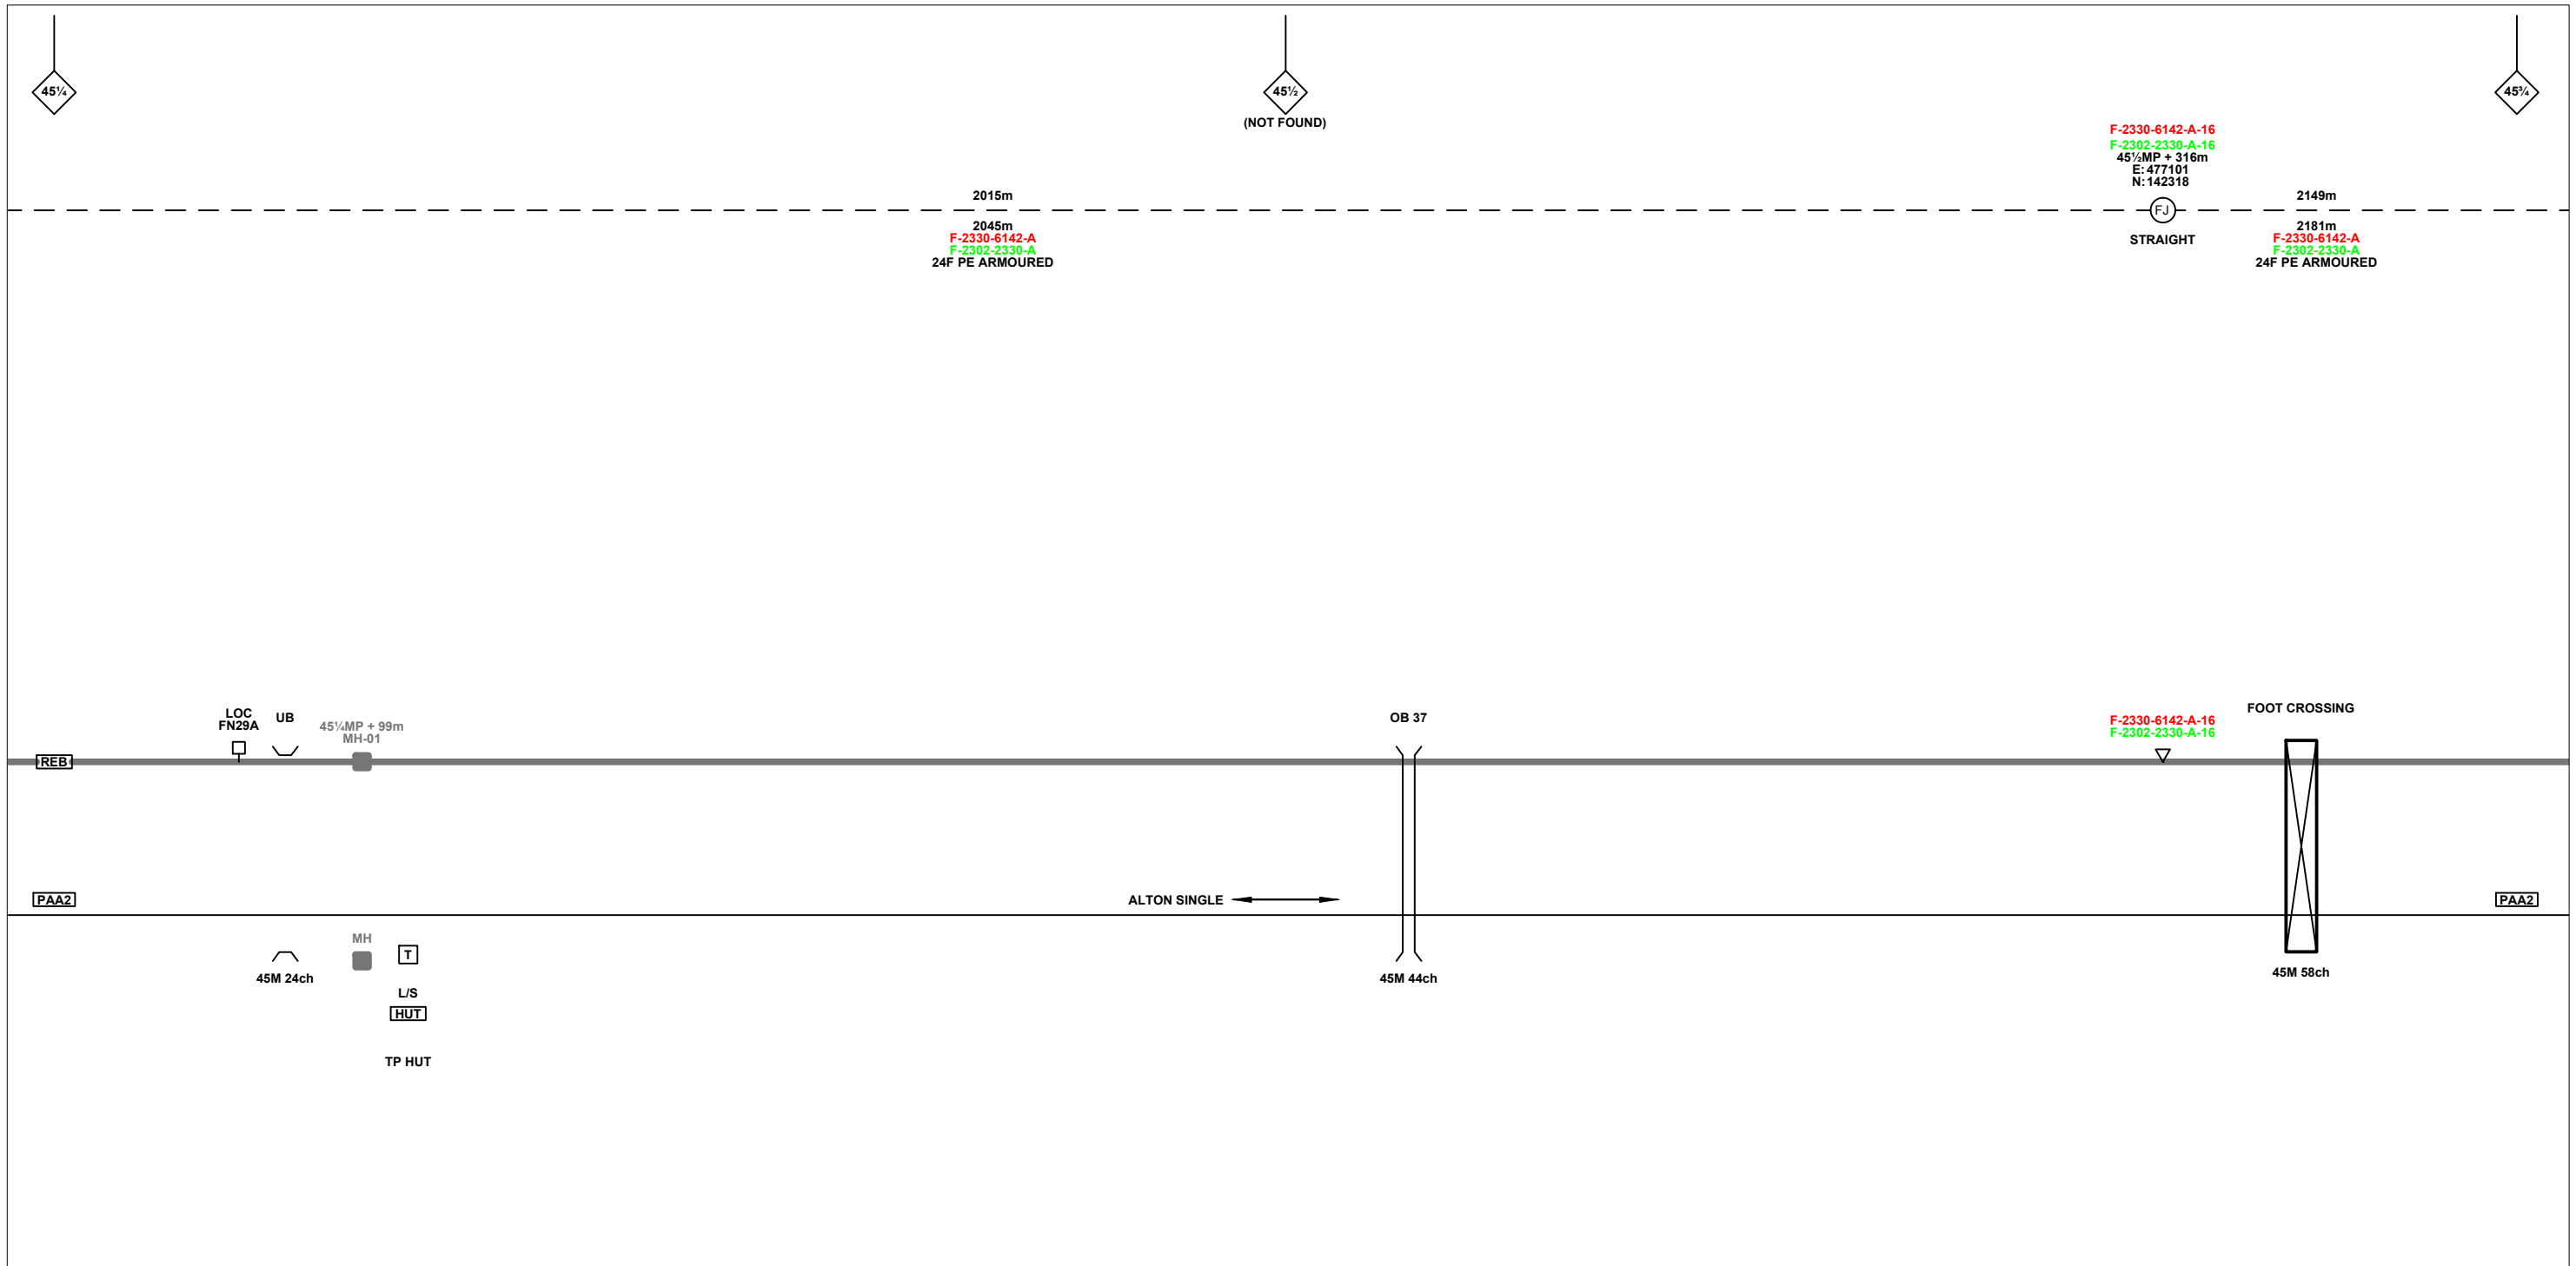 45¼
45½
45¾
(NOT FOUND)
F-2330-6142-A-16
F-2302-2330-A-16
45½MP + 316m
E: 477101
N: 142318
2015m
2149m
FJ
2045m
F-2330-6142-A
F-2302-2330-A
24F PE ARMOURED
STRAIGHT
2181m
F-2330-6142-A
F-2302-2330-A
24F PE ARMOURED
LOC
FN29A
UB
45¼MP + 99m
MH-01
OB 37
F-2330-6142-A-16
F-2302-2330-A-16
FOOT CROSSING
REB
PAA2
ALTON SINGLE
PAA2
MH
T
45M 24ch
L/S
HUT
TP HUT
45M 44ch
45M 58ch